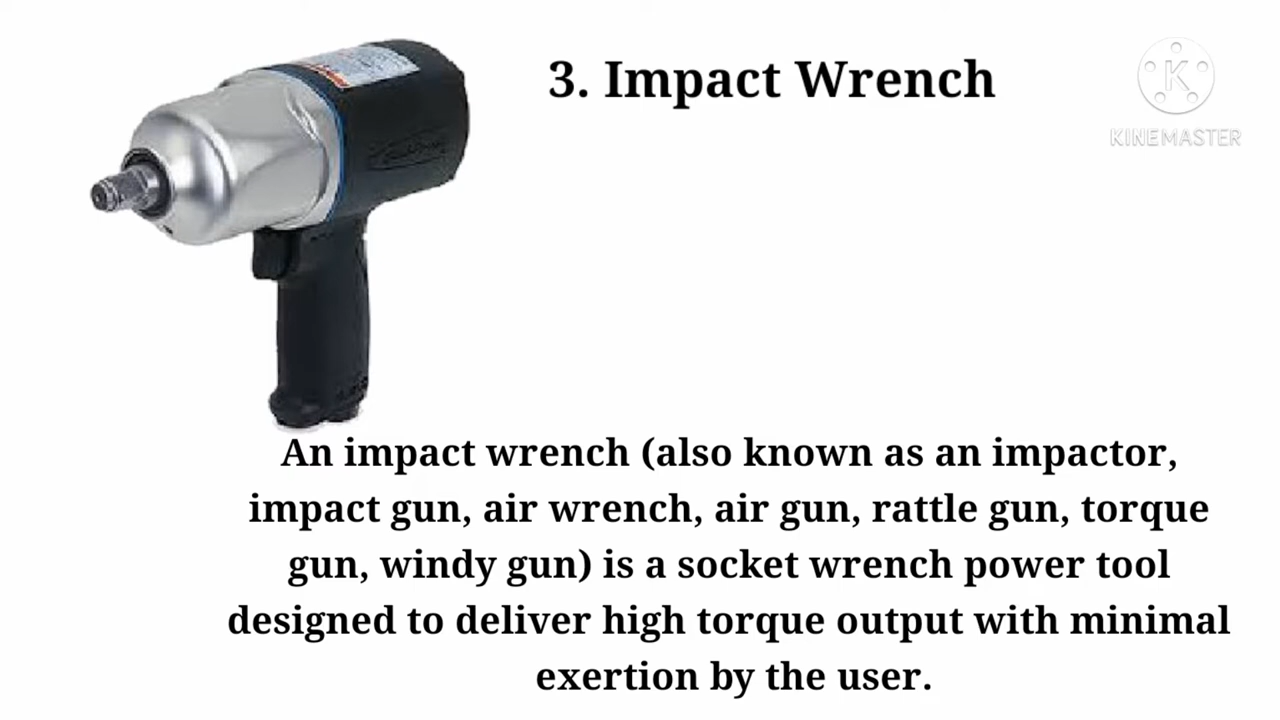 3. Impact Wrench
K
KINEMASTER
An impact wrench (also known as an impactor,
impact gun, air wrench, air gun, rattle gun, torque
gun, windy gun) is a socket wrench power tool
designed to deliver high torque output with minimal
exertion by the user.